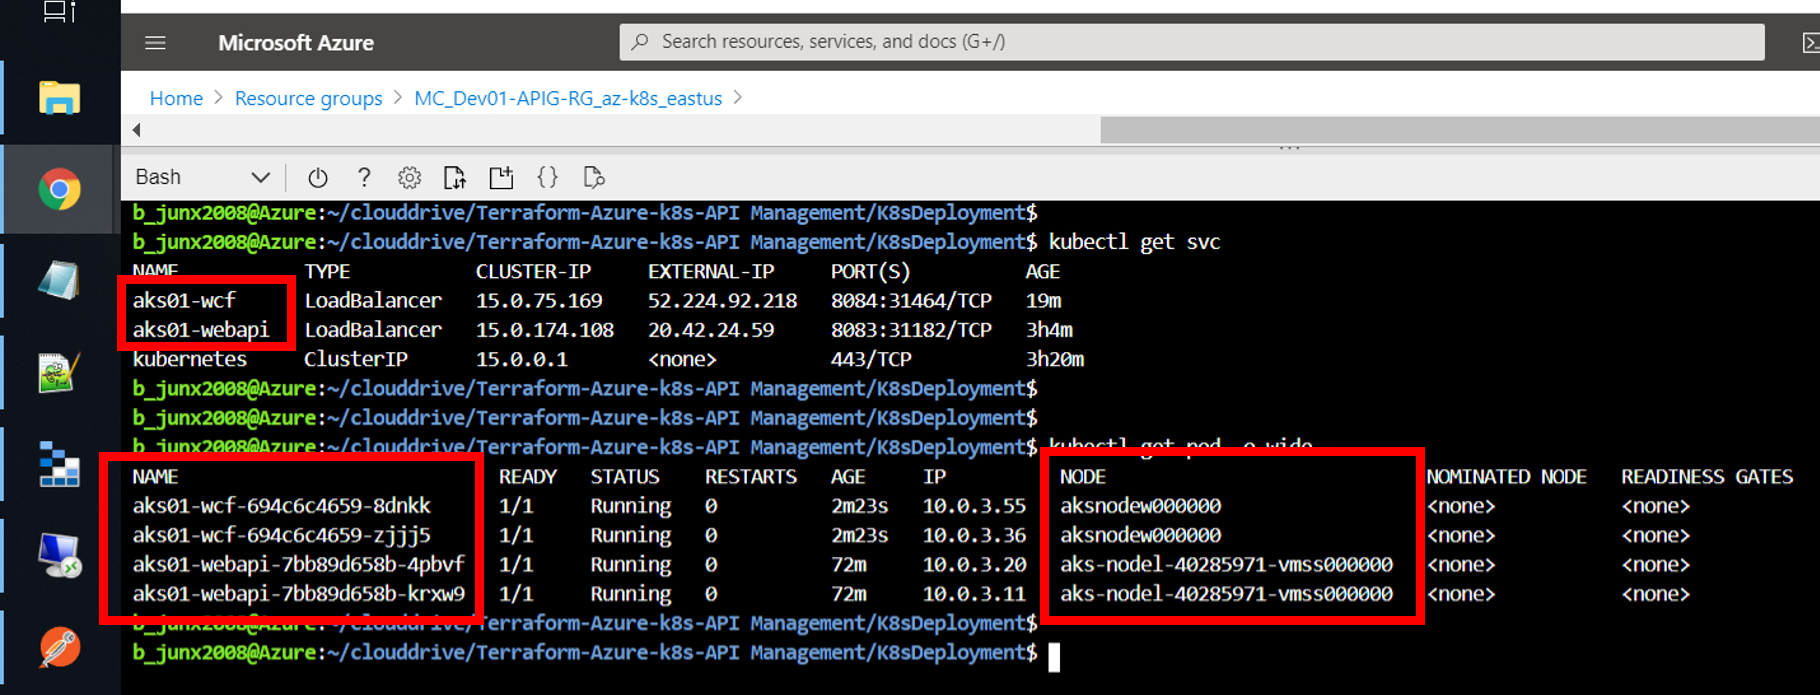 Microsoft Azure
Search resources, services, and docs (G+/)
Home > Resource groups > MC_Dev01-APIG-RG_az-k8s_eastus >
Bash
b_junx2008@Azure:~/clouddrive/Terraform-Azure-k8s-API Management/K8sDeployment$
b_junx2008@Azure:~/clouddrive/Terraform-Azure-k8s-API Management/K8sDeployment$ kubectl get svc
NAME TYPE CLUSTER-IP EXTERNAL-IP PORT(S) AGE
aks01-wcf LoadBalancer 15.0.75.169 52.224.92.218 8084:31464/TCP 19m
aks01-webapi LoadBalancer 15.0.174.108 20.42.24.59 8083:31182/TCP 3h4m
kubernetes ClusterIP 15.0.0.1 <none> 443/TCP 3h20m
b_junx2008@Azure:~/clouddrive/Terraform-Azure-k8s-API Management/K8sDeployment$
b_junx2008@Azure:~/clouddrive/Terraform-Azure-k8s-API Management/K8sDeployment$
b_junx2008@Azure:~/clouddrive/Terraform-Azure-k8s-API Management/K8sDeployment$ kubectl get pod -o wide
NAME READY STATUS RESTARTS AGE IP NODE NOMINATED NODE READINESS GATES
aks01-wcf-694c6c4659-8dnkk 1/1 Running 0 2m23s 10.0.3.55 aksnodew000000 <none> <none>
aks01-wcf-694c6c4659-zjjj5 1/1 Running 0 2m23s 10.0.3.36 aksnodew000000 <none> <none>
aks01-webapi-7bb89d658b-4pbvf 1/1 Running 0 72m 10.0.3.20 aks-nodel-40285971-vmss000000 <none> <none>
aks01-webapi-7bb89d658b-krxw9 1/1 Running 0 72m 10.0.3.11 aks-nodel-40285971-vmss000000 <none> <none>
b_junx2008@Azure:~/clouddrive/Terraform-Azure-k8s-API Management/K8sDeployment$
b_junx2008@Azure:~/clouddrive/Terraform-Azure-k8s-API Management/K8sDeployment$